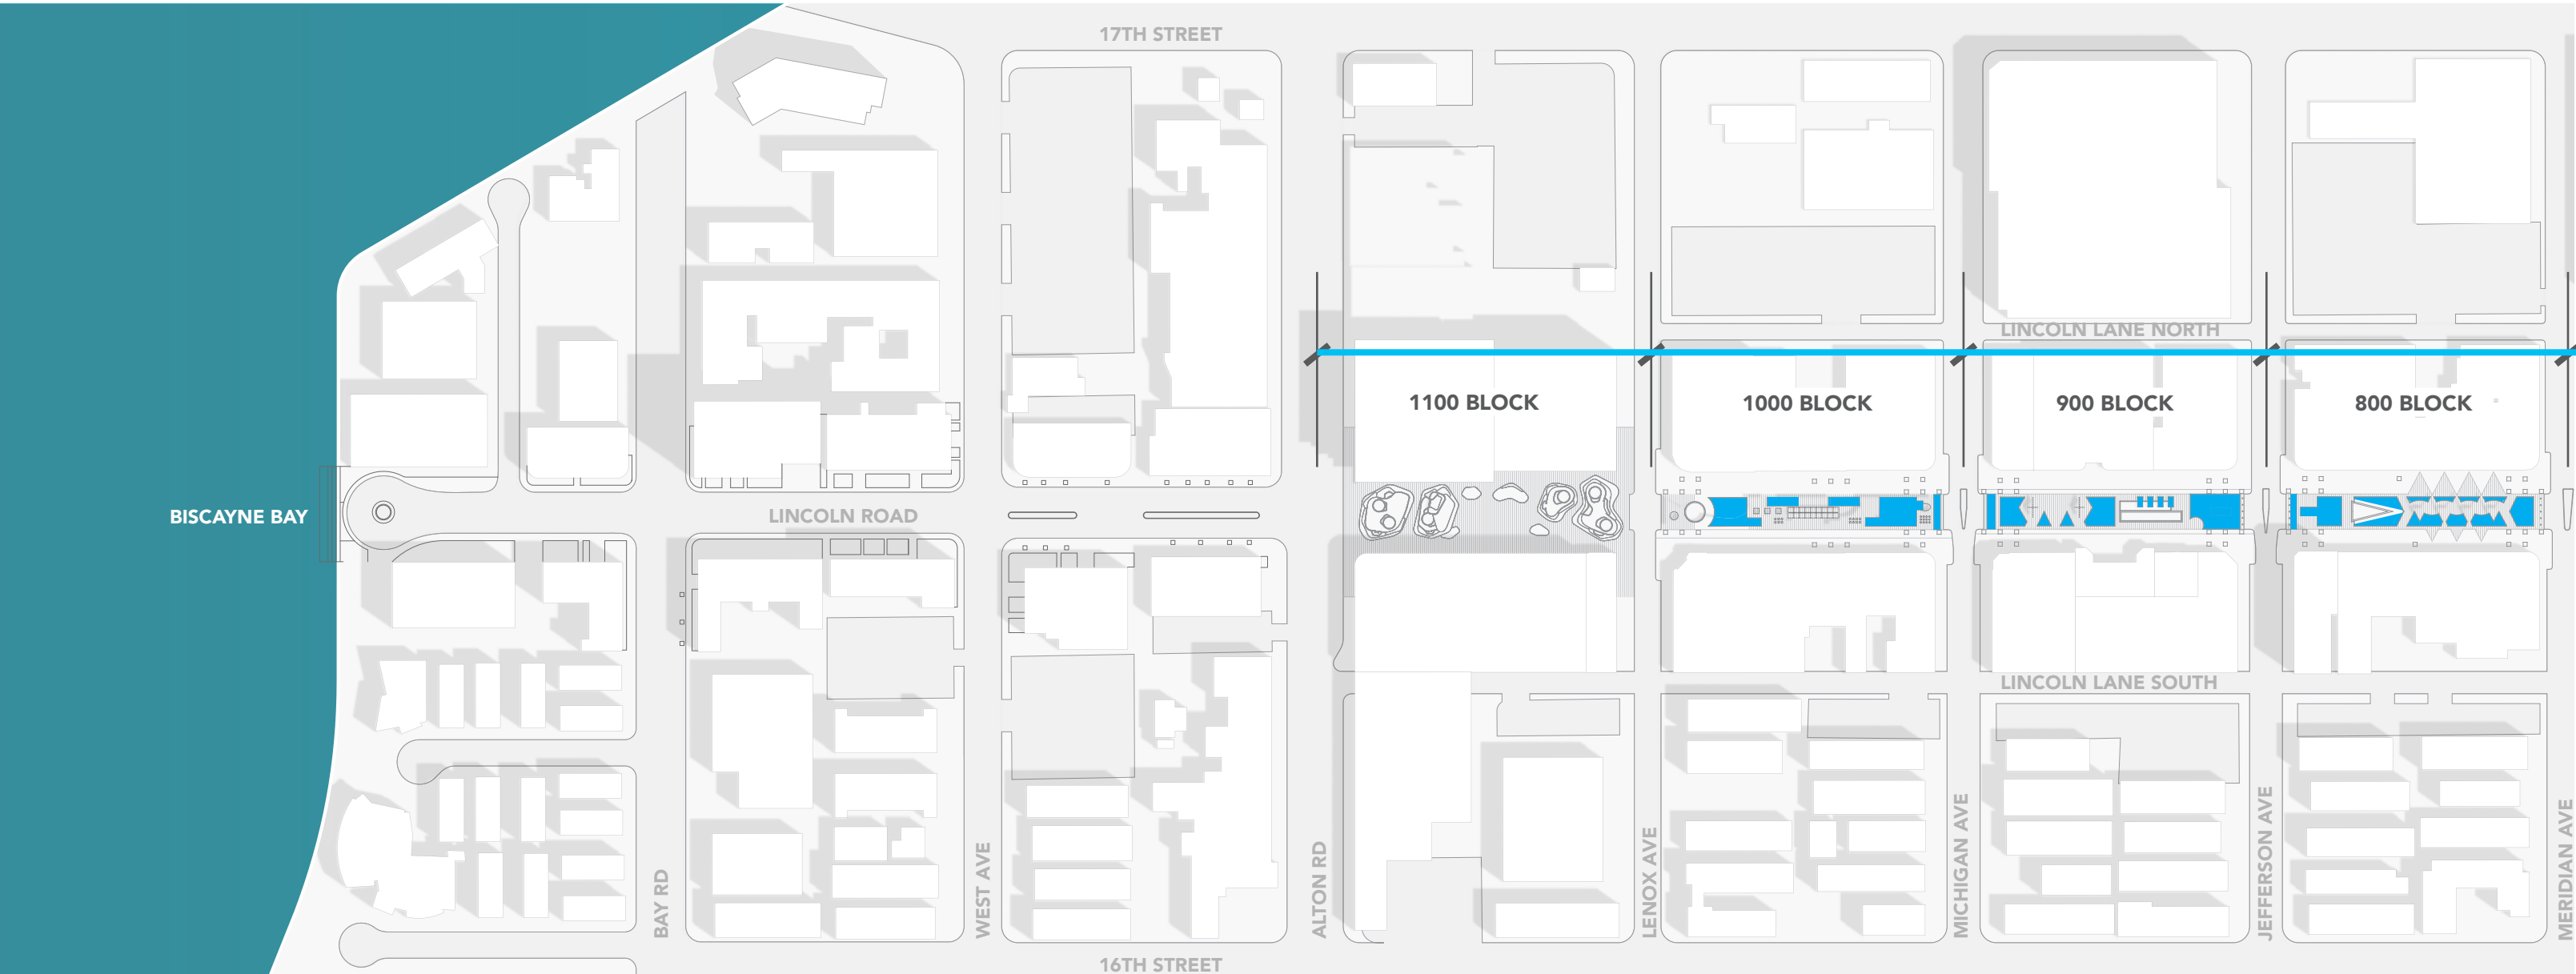 17TH STREET
LINCOLN LANE NORTH
1100 BLOCK
1000 BLOCK
900 BLOCK
800 BLOCK
BISCAYNE BAY
LINCOLN ROAD
LINCOLN LANE SOUTH
BAY RD
WEST AVE
ALTON RD
LENOX AVE
MICHIGAN AVE
JEFFERSON AVE
MERIDIAN AVE
16TH STREET